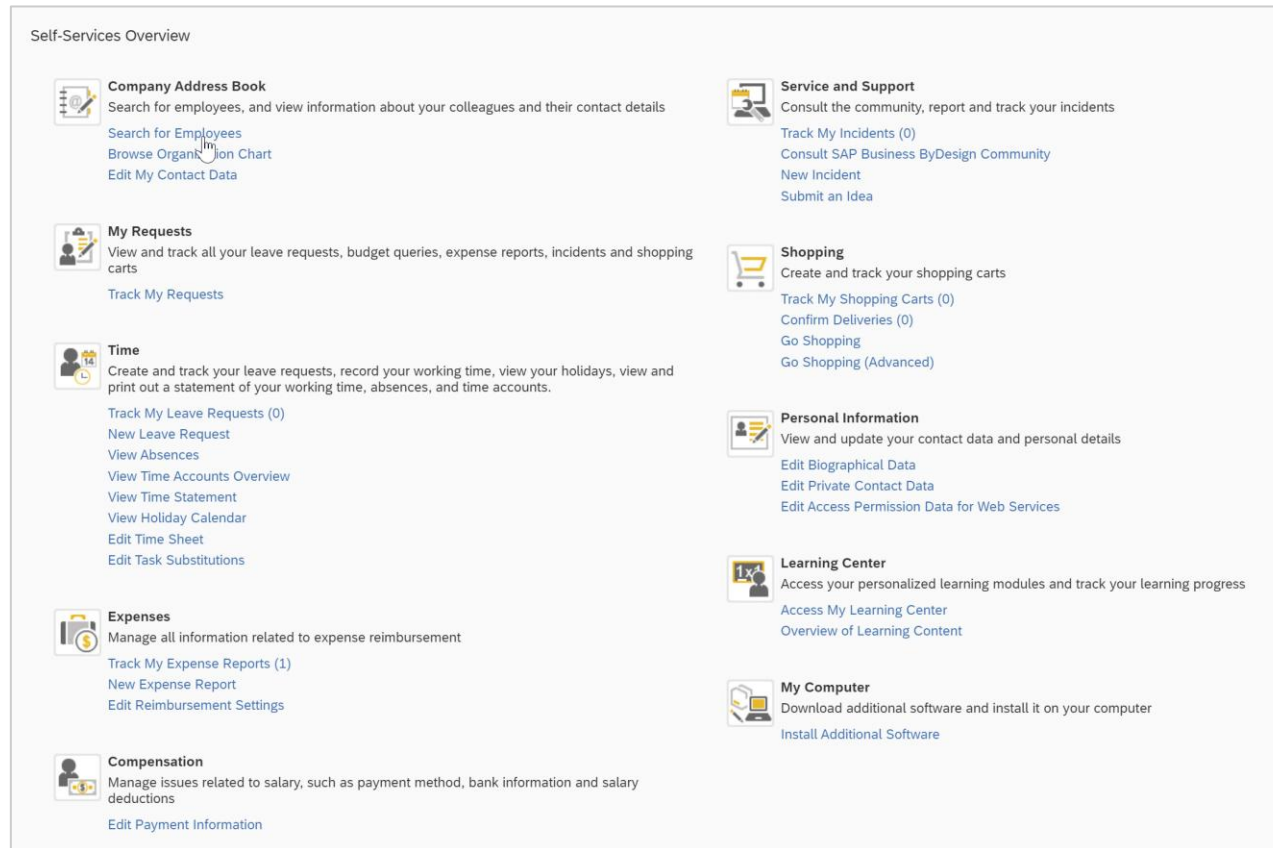 Self-Services Overview
Company Address Book
Search for employees, and view information about your colleagues and their contact details
Search for Employees
Browse Organization Chart
Edit My Contact Data
My Requests
View and track all your leave requests, budget queries, expense reports, incidents and shopping
carts
Track My Requests
Time
14
Create and track your leave requests, record your working time, view your holidays, view and
print out a statement of your working time, absences, and time accounts.
Track My Leave Requests (0)
New Leave Request
View Absences
View Time Accounts Overview
View Time Statement
View Holiday Calendar
Edit Time Sheet
Edit Task Substitutions
Expenses
Manage all information related to expense reimbursement
Track My Expense Reports (1)
New Expense Report
Edit Reimbursement Settings
Compensation
Manage issues related to salary, such as payment method, bank information and salary
deductions
Edit Payment Information
Service and Support
Consult the community, report and track your incidents
Track My Incidents (0)
Consult SAP Business ByDesign Community
New Incident
Submit an Idea
Shopping
Create and track your shopping carts
Track My Shopping Carts (0)
Confirm Deliveries (0)
Go Shopping
Go Shopping (Advanced)
Personal Information
View and update your contact data and personal details
Edit Biographical Data
Edit Private Contact Data
Edit Access Permission Data for Web Services
Learning Center
1x1
Access your personalized learning modules and track your learning progress
Access My Learning Center
Overview of Learning Content
My Computer
Download additional software and install it on your computer
Install Additional Software